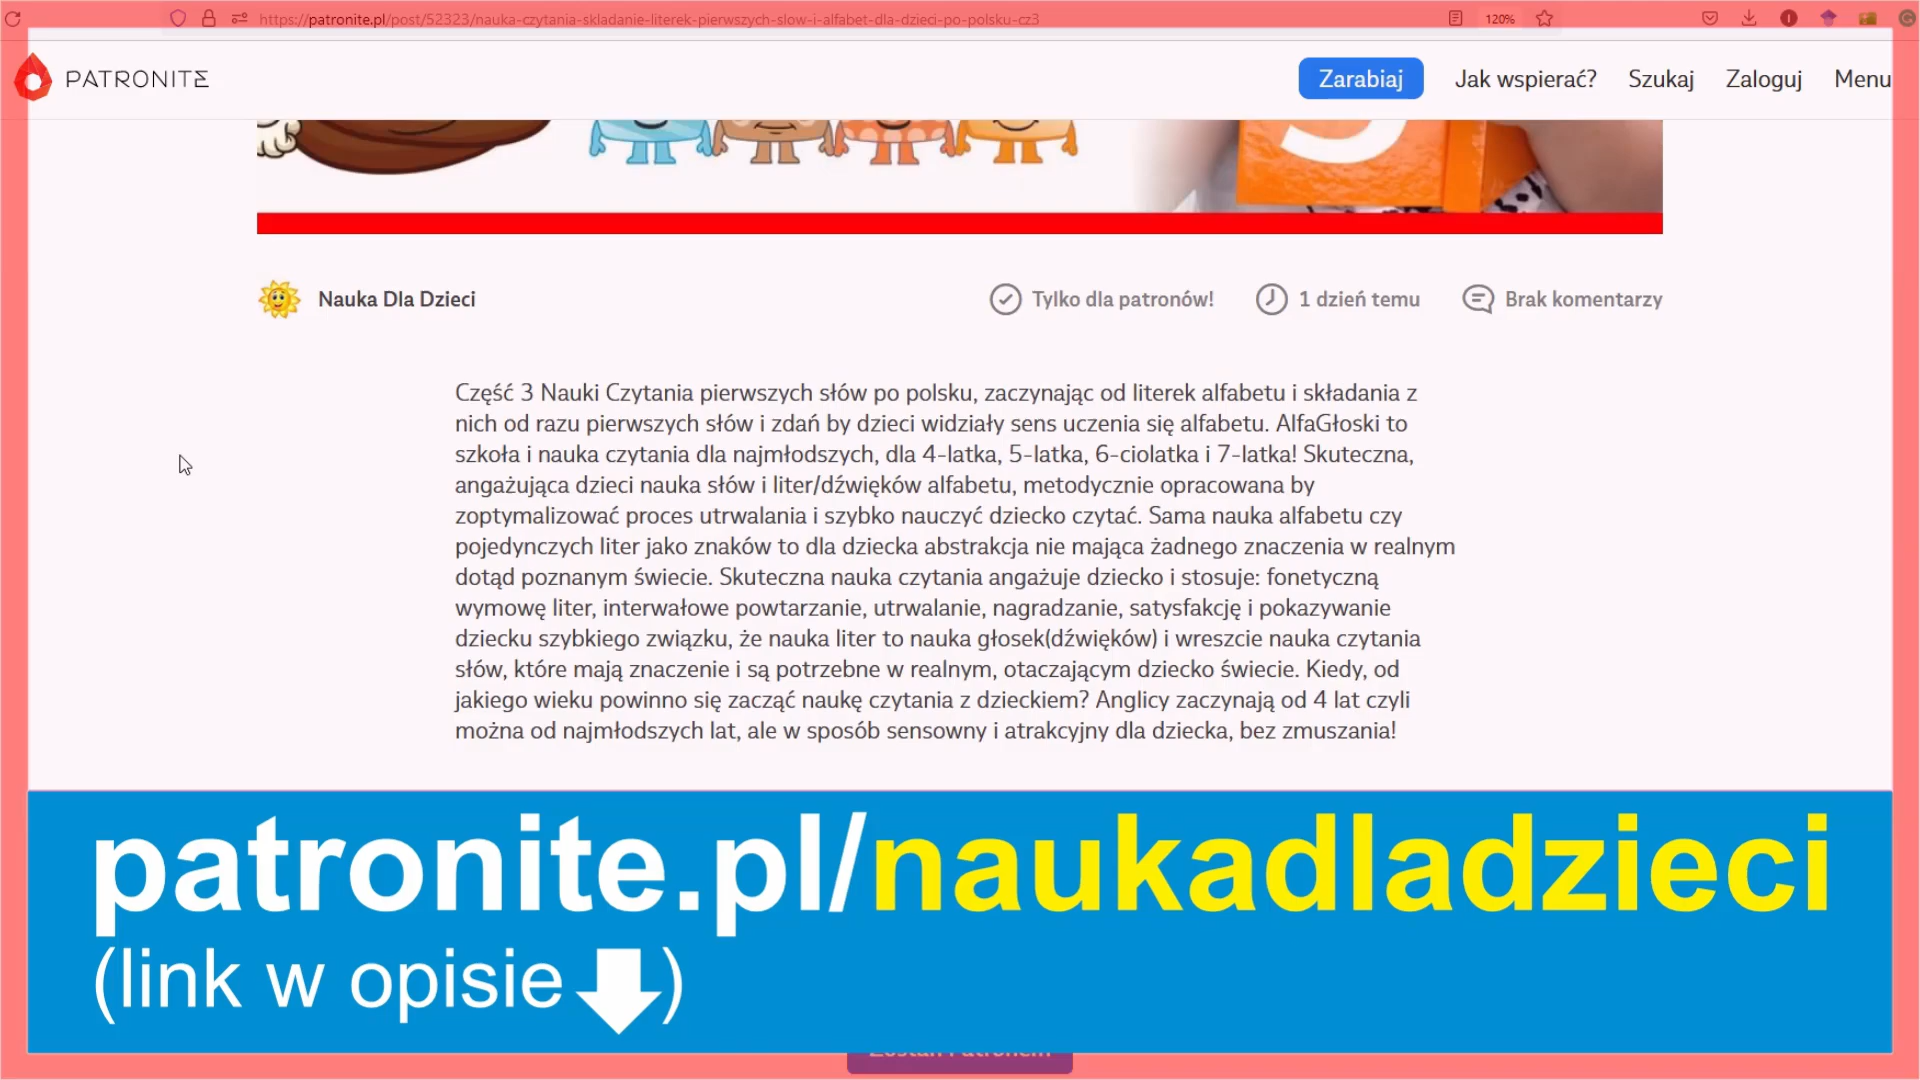 https://patronite.pl/post/52323/nauka-czytania-skladanie-literek-pierwszych-slow-i-alfabet-dla-dzieci-po-polsku-cz3
120%
PATRONITE
Zarabiaj
Jak wspierać?
Szukaj
Zaloguj
Menu
Nauka Dla Dzieci
Tylko dla patronów!
1 dzień temu
Brak komentarzy
Część 3 Nauki Czytania pierwszych słów po polsku, zaczynając od literek alfabetu i składania z
nich od razu pierwszych słów i zdań by dzieci widziały sens uczenia się alfabetu. AlfaGłoski to
szkoła i nauka czytania dla najmłodszych, dla 4-latka, 5-latka, 6-ciolatka i 7-latka! Skuteczna,
angażująca dzieci nauka słów i liter/dźwięków alfabetu, metodycznie opracowana by
zoptymalizować proces utrwalania i szybko nauczyć dziecko czytać. Sama nauka alfabetu czy
pojedynczych liter jako znaków to dla dziecka abstrakcja nie mająca żadnego znaczenia w realnym
dotąd poznanym świecie. Skuteczna nauka czytania angażuje dziecko i stosuje: fonetyczną
wymowę liter, interwałowe powtarzanie, utrwalanie, nagradzanie, satysfakcję i pokazywanie
dziecku szybkiego związku, że nauka liter to nauka głosek(dźwięków) i wreszcie nauka czytania
słów, które mają znaczenie i są potrzebne w realnym, otaczającym dziecko świecie. Kiedy, od
jakiego wieku powinno się zacząć naukę czytania z dzieckiem? Anglicy zaczynają od 4 lat czyli
można od najmłodszych lat, ale w sposób sensowny i atrakcyjny dla dziecka, bez zmuszania!
patronite.pl/naukadladzieci
(link w opisie)
Zostań Patronem